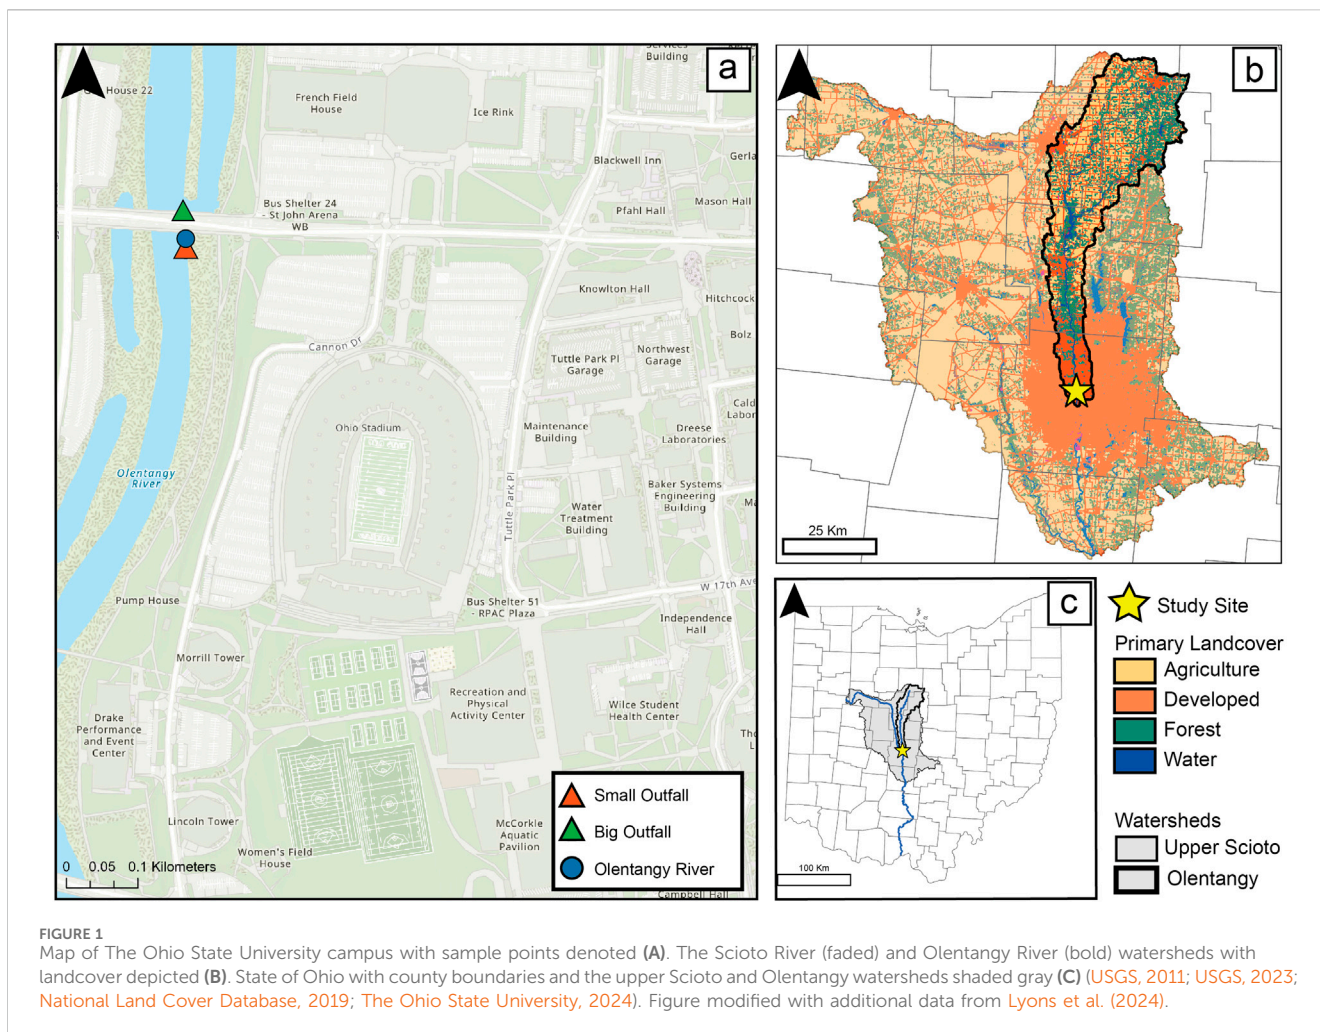 a
Services
Building
House 22
French Field
House
Ice Rink
Blackwell Inn
Bus Shelter 24
- St John Arena
WB
Pfahl Hall
Mason Hall
Knowlton Hall
Hitchcock
Bolz
Cannon Dr
Tuttle Park Pl
Garage
Northwest
Garage
Ohio Stadium
Maintenance
Building
Dreese
Laboratories
Olentangy
River
Tuttle Park Pl
Baker Systems
Engineering
Building
Water
Treatment
Building
W 17th Ave
Pump House
Bus Shelter 51
- RPAC Plaza
Independence
Hall
Morrill Tower
Recreation and
Physical
Activity Center
Wilce Student
Health Center
Drake
Performance
and Event
Center
Lincoln Tower
Women's Field
House
McCorkle
Aquatic
Pavilion
Campbell Hall
0 0.05 0.1 Kilometers
Small Outfall
Big Outfall
Olentangy River
b
25 Km
c
100 Km
Study Site
Primary Landcover
Agriculture
Developed
Forest
Water
Watersheds
Upper Scioto
Olentangy
FIGURE 1
Map of The Ohio State University campus with sample points denoted (A). The Scioto River (faded) and Olentangy River (bold) watersheds with
landcover depicted (B). State of Ohio with county boundaries and the upper Scioto and Olentangy watersheds shaded gray (C) (USGS, 2011; USGS, 2023;
National Land Cover Database, 2019; The Ohio State University, 2024). Figure modified with additional data from Lyons et al. (2024).